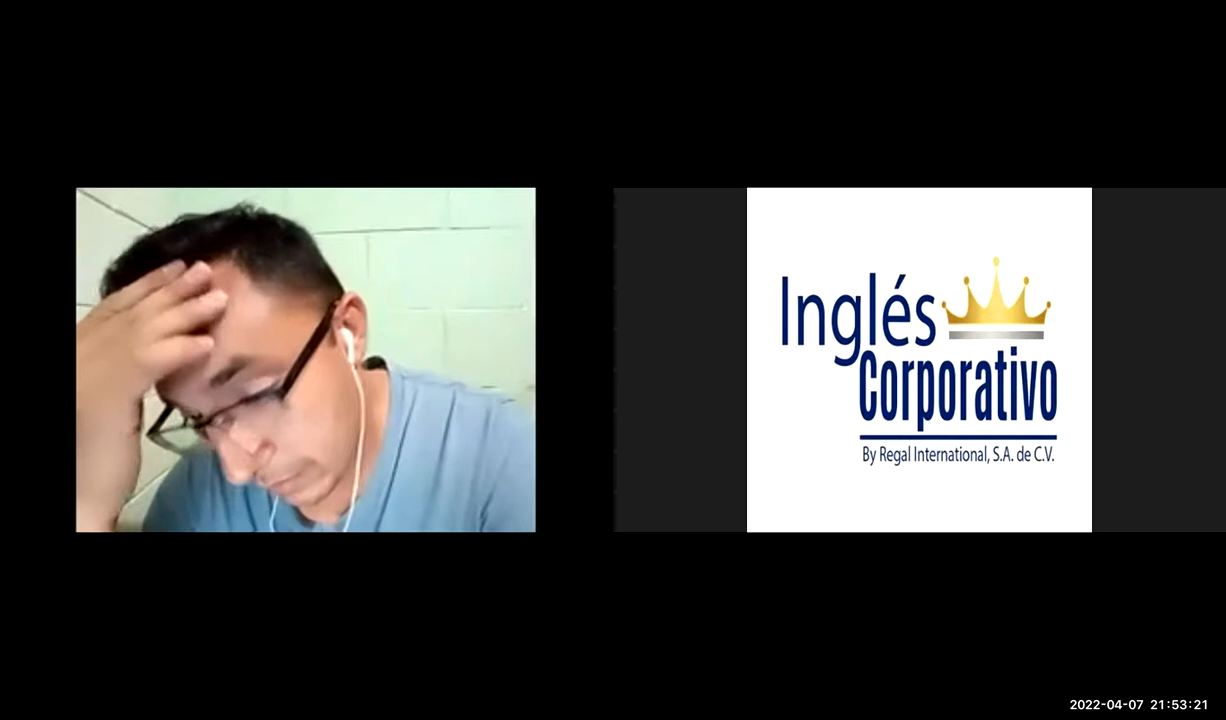 Inglés
Corporativo
By Regal International, S.A. de C.V.
2022-04-07 21:53:21